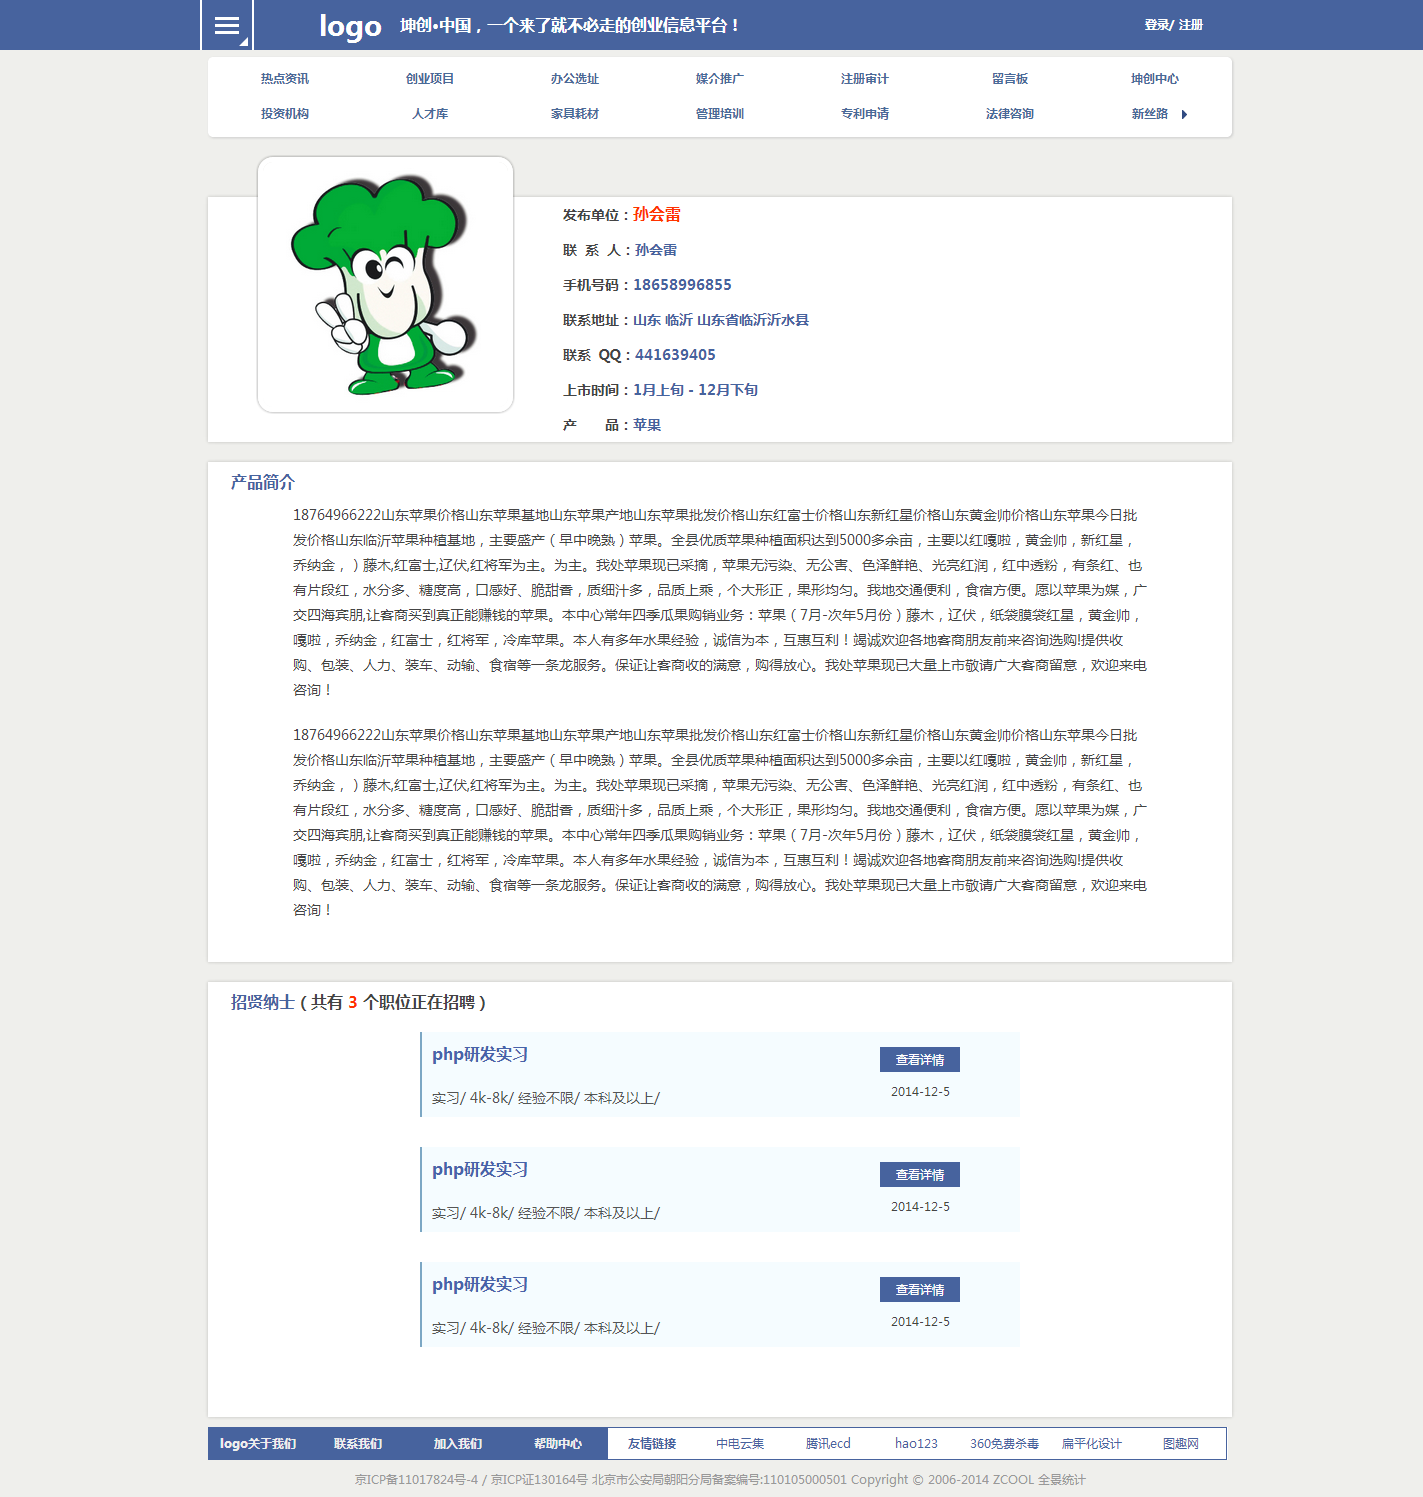 logo 坤创•中国，一个来了就不必走的创业信息平台！ 登录/ 注册
热点资讯 创业项目 办公选址 媒介推广 注册审计 留言板 坤创中心
投资机构 人才库 家具耗材 管理培训 专利申请 法律咨询 新丝路
发布单位：孙会雷
联 系 人：孙会雷
手机号码：18658996855
联系地址：山东 临沂 山东省临沂沂水县
联系 QQ：441639405
上市时间：1月上旬 - 12月下旬
产 品：苹果
产品简介
18764966222山东苹果价格山东苹果基地山东苹果产地山东苹果批发价格山东红富士价格山东新红星价格山东黄金帅价格山东苹果今日批
发价格山东临沂苹果种植基地，主要盛产（早中晚熟）苹果。全县优质苹果种植面积达到5000多余亩，主要以红嘎啦，黄金帅，新红星，
乔纳金，）藤木,红富士,辽伏,红将军为主。为主。我处苹果现已采摘，苹果无污染、无公害、色泽鲜艳、光亮红润，红中透粉，有条红、也
有片段红，水分多、糖度高，口感好、脆甜香，质细汁多，品质上乘，个大形正，果形均匀。我地交通便利，食宿方便。愿以苹果为媒，广
交四海宾朋,让客商买到真正能赚钱的苹果。本中心常年四季瓜果购销业务：苹果（7月-次年5月份）藤木，辽伏，纸袋膜袋红星，黄金帅，
嘎啦，乔纳金，红富士，红将军，冷库苹果。本人有多年水果经验，诚信为本，互惠互利！竭诚欢迎各地客商朋友前来咨询选购!提供收
购、包装、人力、装车、动输、食宿等一条龙服务。保证让客商收的满意，购得放心。我处苹果现已大量上市敬请广大客商留意，欢迎来电
咨询！
18764966222山东苹果价格山东苹果基地山东苹果产地山东苹果批发价格山东红富士价格山东新红星价格山东黄金帅价格山东苹果今日批
发价格山东临沂苹果种植基地，主要盛产（早中晚熟）苹果。全县优质苹果种植面积达到5000多余亩，主要以红嘎啦，黄金帅，新红星，
乔纳金，）藤木,红富士,辽伏,红将军为主。为主。我处苹果现已采摘，苹果无污染、无公害、色泽鲜艳、光亮红润，红中透粉，有条红、也
有片段红，水分多、糖度高，口感好、脆甜香，质细汁多，品质上乘，个大形正，果形均匀。我地交通便利，食宿方便。愿以苹果为媒，广
交四海宾朋,让客商买到真正能赚钱的苹果。本中心常年四季瓜果购销业务：苹果（7月-次年5月份）藤木，辽伏，纸袋膜袋红星，黄金帅，
嘎啦，乔纳金，红富士，红将军，冷库苹果。本人有多年水果经验，诚信为本，互惠互利！竭诚欢迎各地客商朋友前来咨询选购!提供收
购、包装、人力、装车、动输、食宿等一条龙服务。保证让客商收的满意，购得放心。我处苹果现已大量上市敬请广大客商留意，欢迎来电
咨询！
招贤纳士（共有 3 个职位正在招聘）
php研发实习 查看详情
实习/ 4k-8k/ 经验不限/ 本科及以上/ 2014-12-5
php研发实习 查看详情
实习/ 4k-8k/ 经验不限/ 本科及以上/ 2014-12-5
php研发实习 查看详情
实习/ 4k-8k/ 经验不限/ 本科及以上/ 2014-12-5
logo关于我们 联系我们 加入我们 帮助中心 友情链接 中电云集 腾讯ecd hao123 360免费杀毒 扁平化设计 图趣网
京ICP备11017824号-4 / 京ICP证130164号 北京市公安局朝阳分局备案编号:110105000501 Copyright © 2006-2014 ZCOOL 全景统计